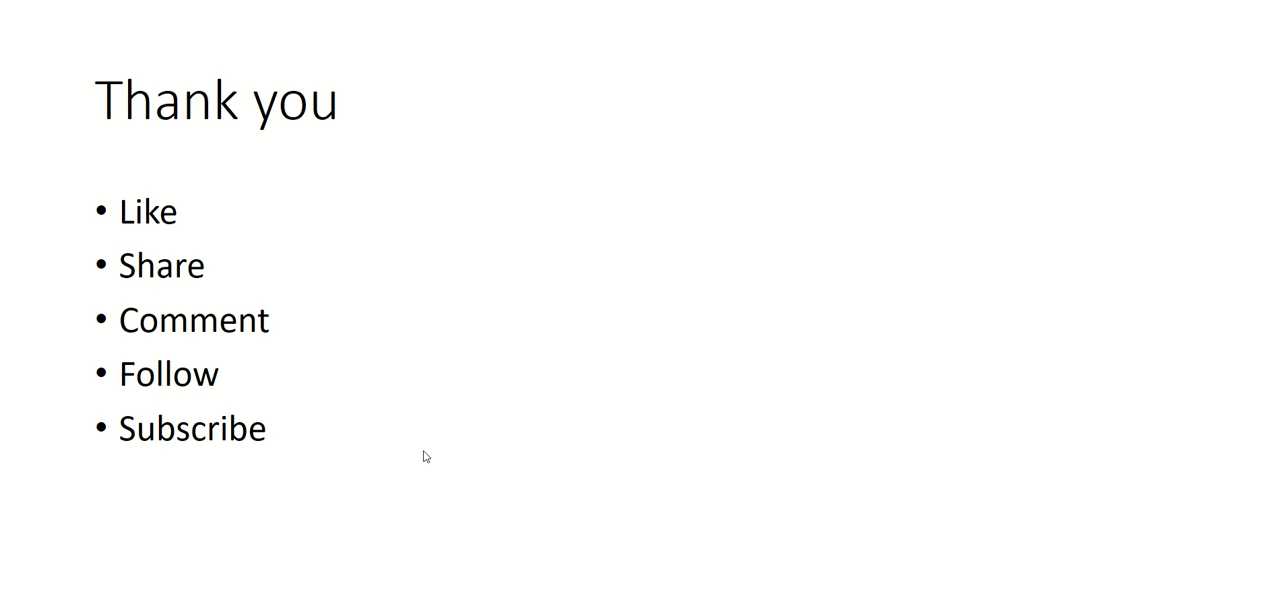 Thank you
• Like
• Share
• Comment
• Follow
• Subscribe